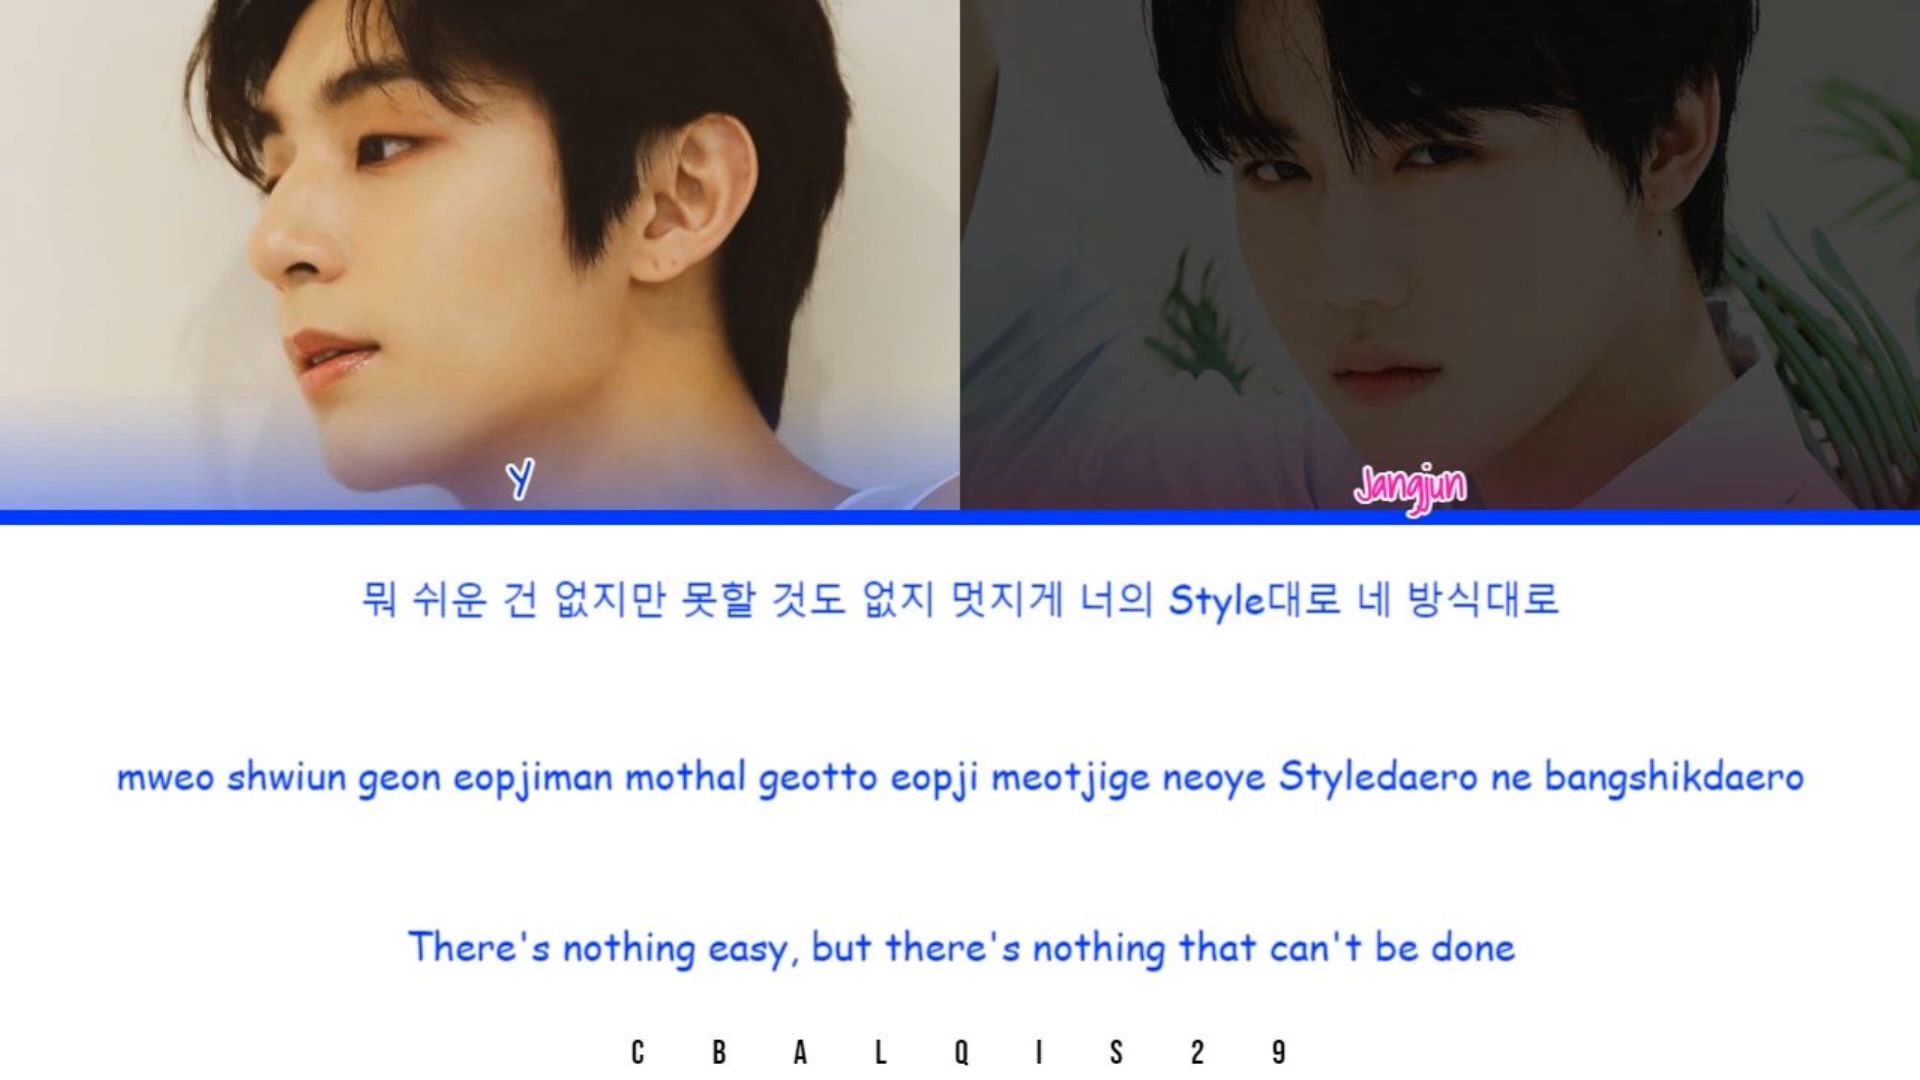 Y
Jangjun
뭐 쉬운 건 없지만 못할 것도 없지 멋지게 너의 Style대로 네 방식대로
mweo shwiun geon eopjiman mothal geotto eopji meotjige neoye Styledaero ne bangshikdaero
There's nothing easy, but there's nothing that can't be done
CBALQIS29